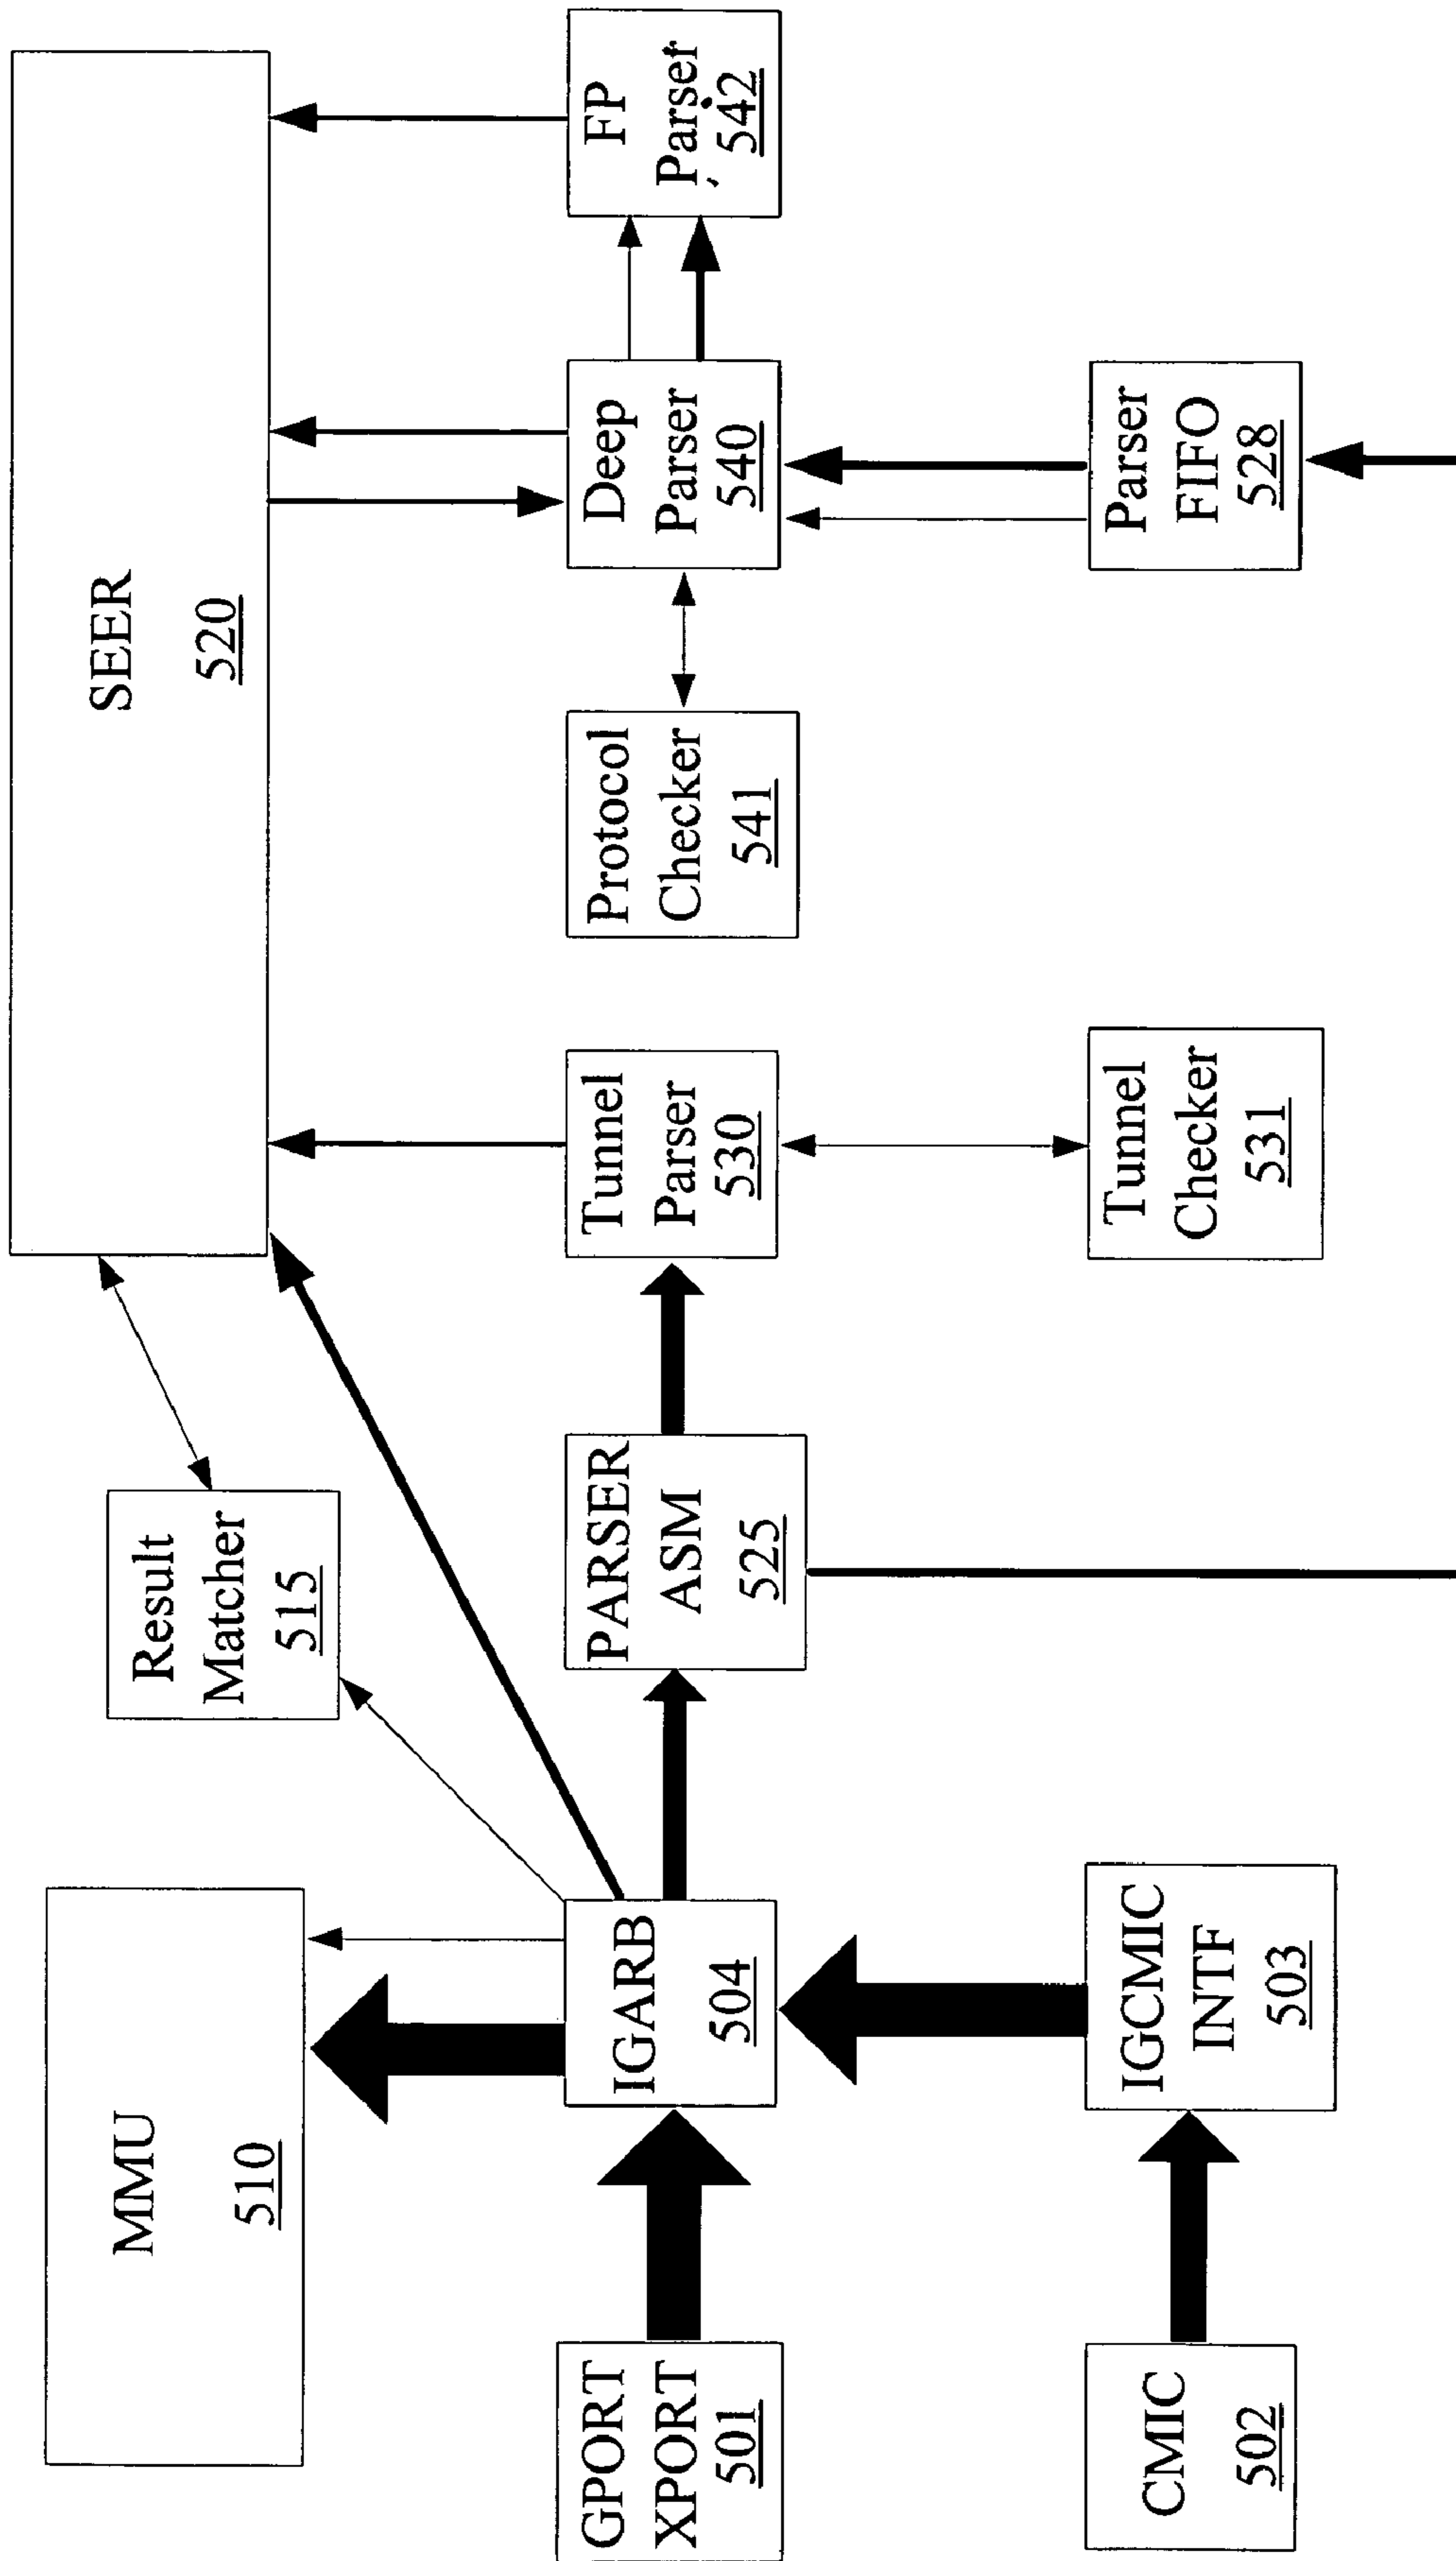 MMU
510
SEER
520
Result
Matcher
515
GPORT
XPORT
501
IGARB
504
PARSER
ASM
525
Tunnel
Parser
530
Protocol
Checker
541
Deep
Parser
540
FP
Parser
542
CMIC
502
IGCMIC
INTF
503
Tunnel
Checker
531
Parser
FIFO
528